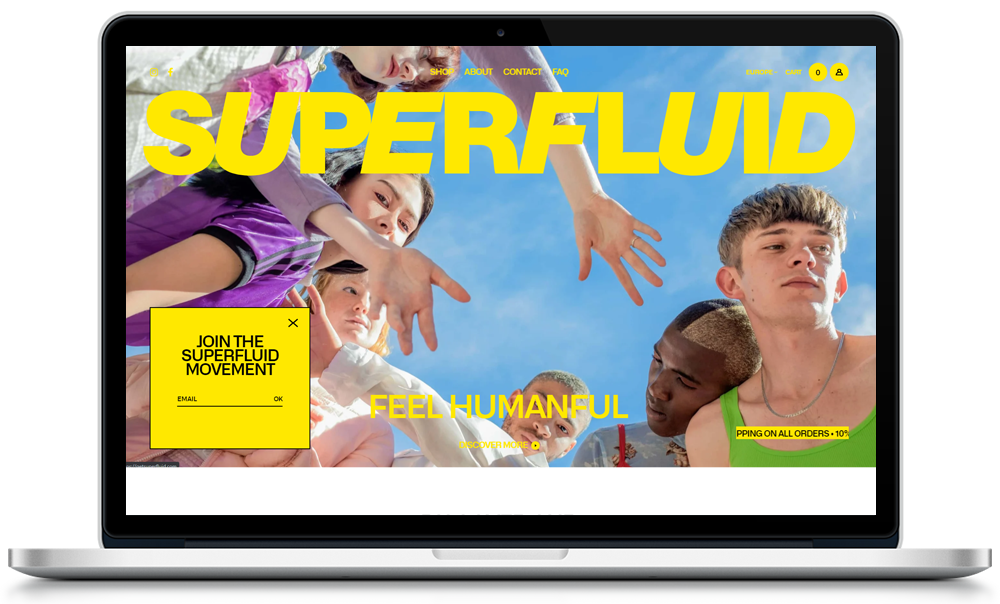 SHOP ABOUT CONTACT FAQ
EUROPE CART 0
SUPERFLUID
JOIN THE
SUPERFLUID
MOVEMENT
EMAIL OK
FEEL HUMANFUL
DISCOVER MORE
PPING ON ALL ORDERS • 10%